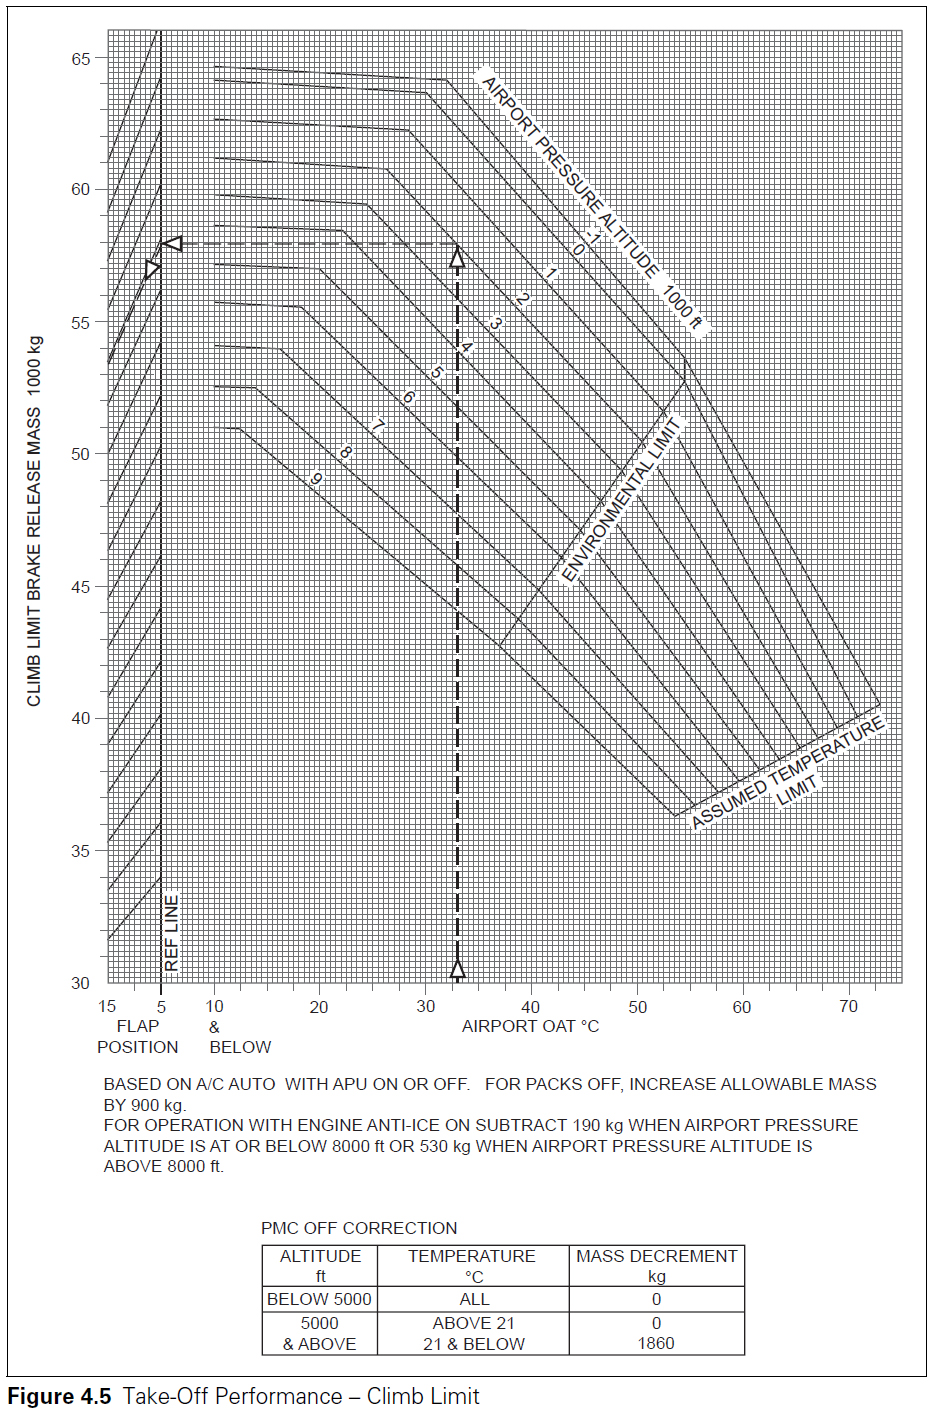 65
60
55
50
45
40
35
30
CLIMB LIMIT BRAKE RELEASE MASS 1000 kg
AIRPORT PRESSURE ALTITUDE 1000 ft
-1
0
1
2
3
4
5
6
7
8
9
ENVIRONMENTAL LIMIT
ASSUMED TEMPERATURE
LIMIT
REF LINE
15 5 10 20 30 40 50 60 70
FLAP & AIRPORT OAT °C
POSITION BELOW
BASED ON A/C AUTO WITH APU ON OR OFF. FOR PACKS OFF, INCREASE ALLOWABLE MASS
BY 900 kg.
FOR OPERATION WITH ENGINE ANTI-ICE ON SUBTRACT 190 kg WHEN AIRPORT PRESSURE
ALTITUDE IS AT OR BELOW 8000 ft OR 530 kg WHEN AIRPORT PRESSURE ALTITUDE IS
ABOVE 8000 ft.
PMC OFF CORRECTION
ALTITUDE TEMPERATURE MASS DECREMENT
ft °C kg
BELOW 5000 ALL 0
5000 ABOVE 21 0
& ABOVE 21 & BELOW 1860
Figure 4.5 Take-Off Performance – Climb Limit